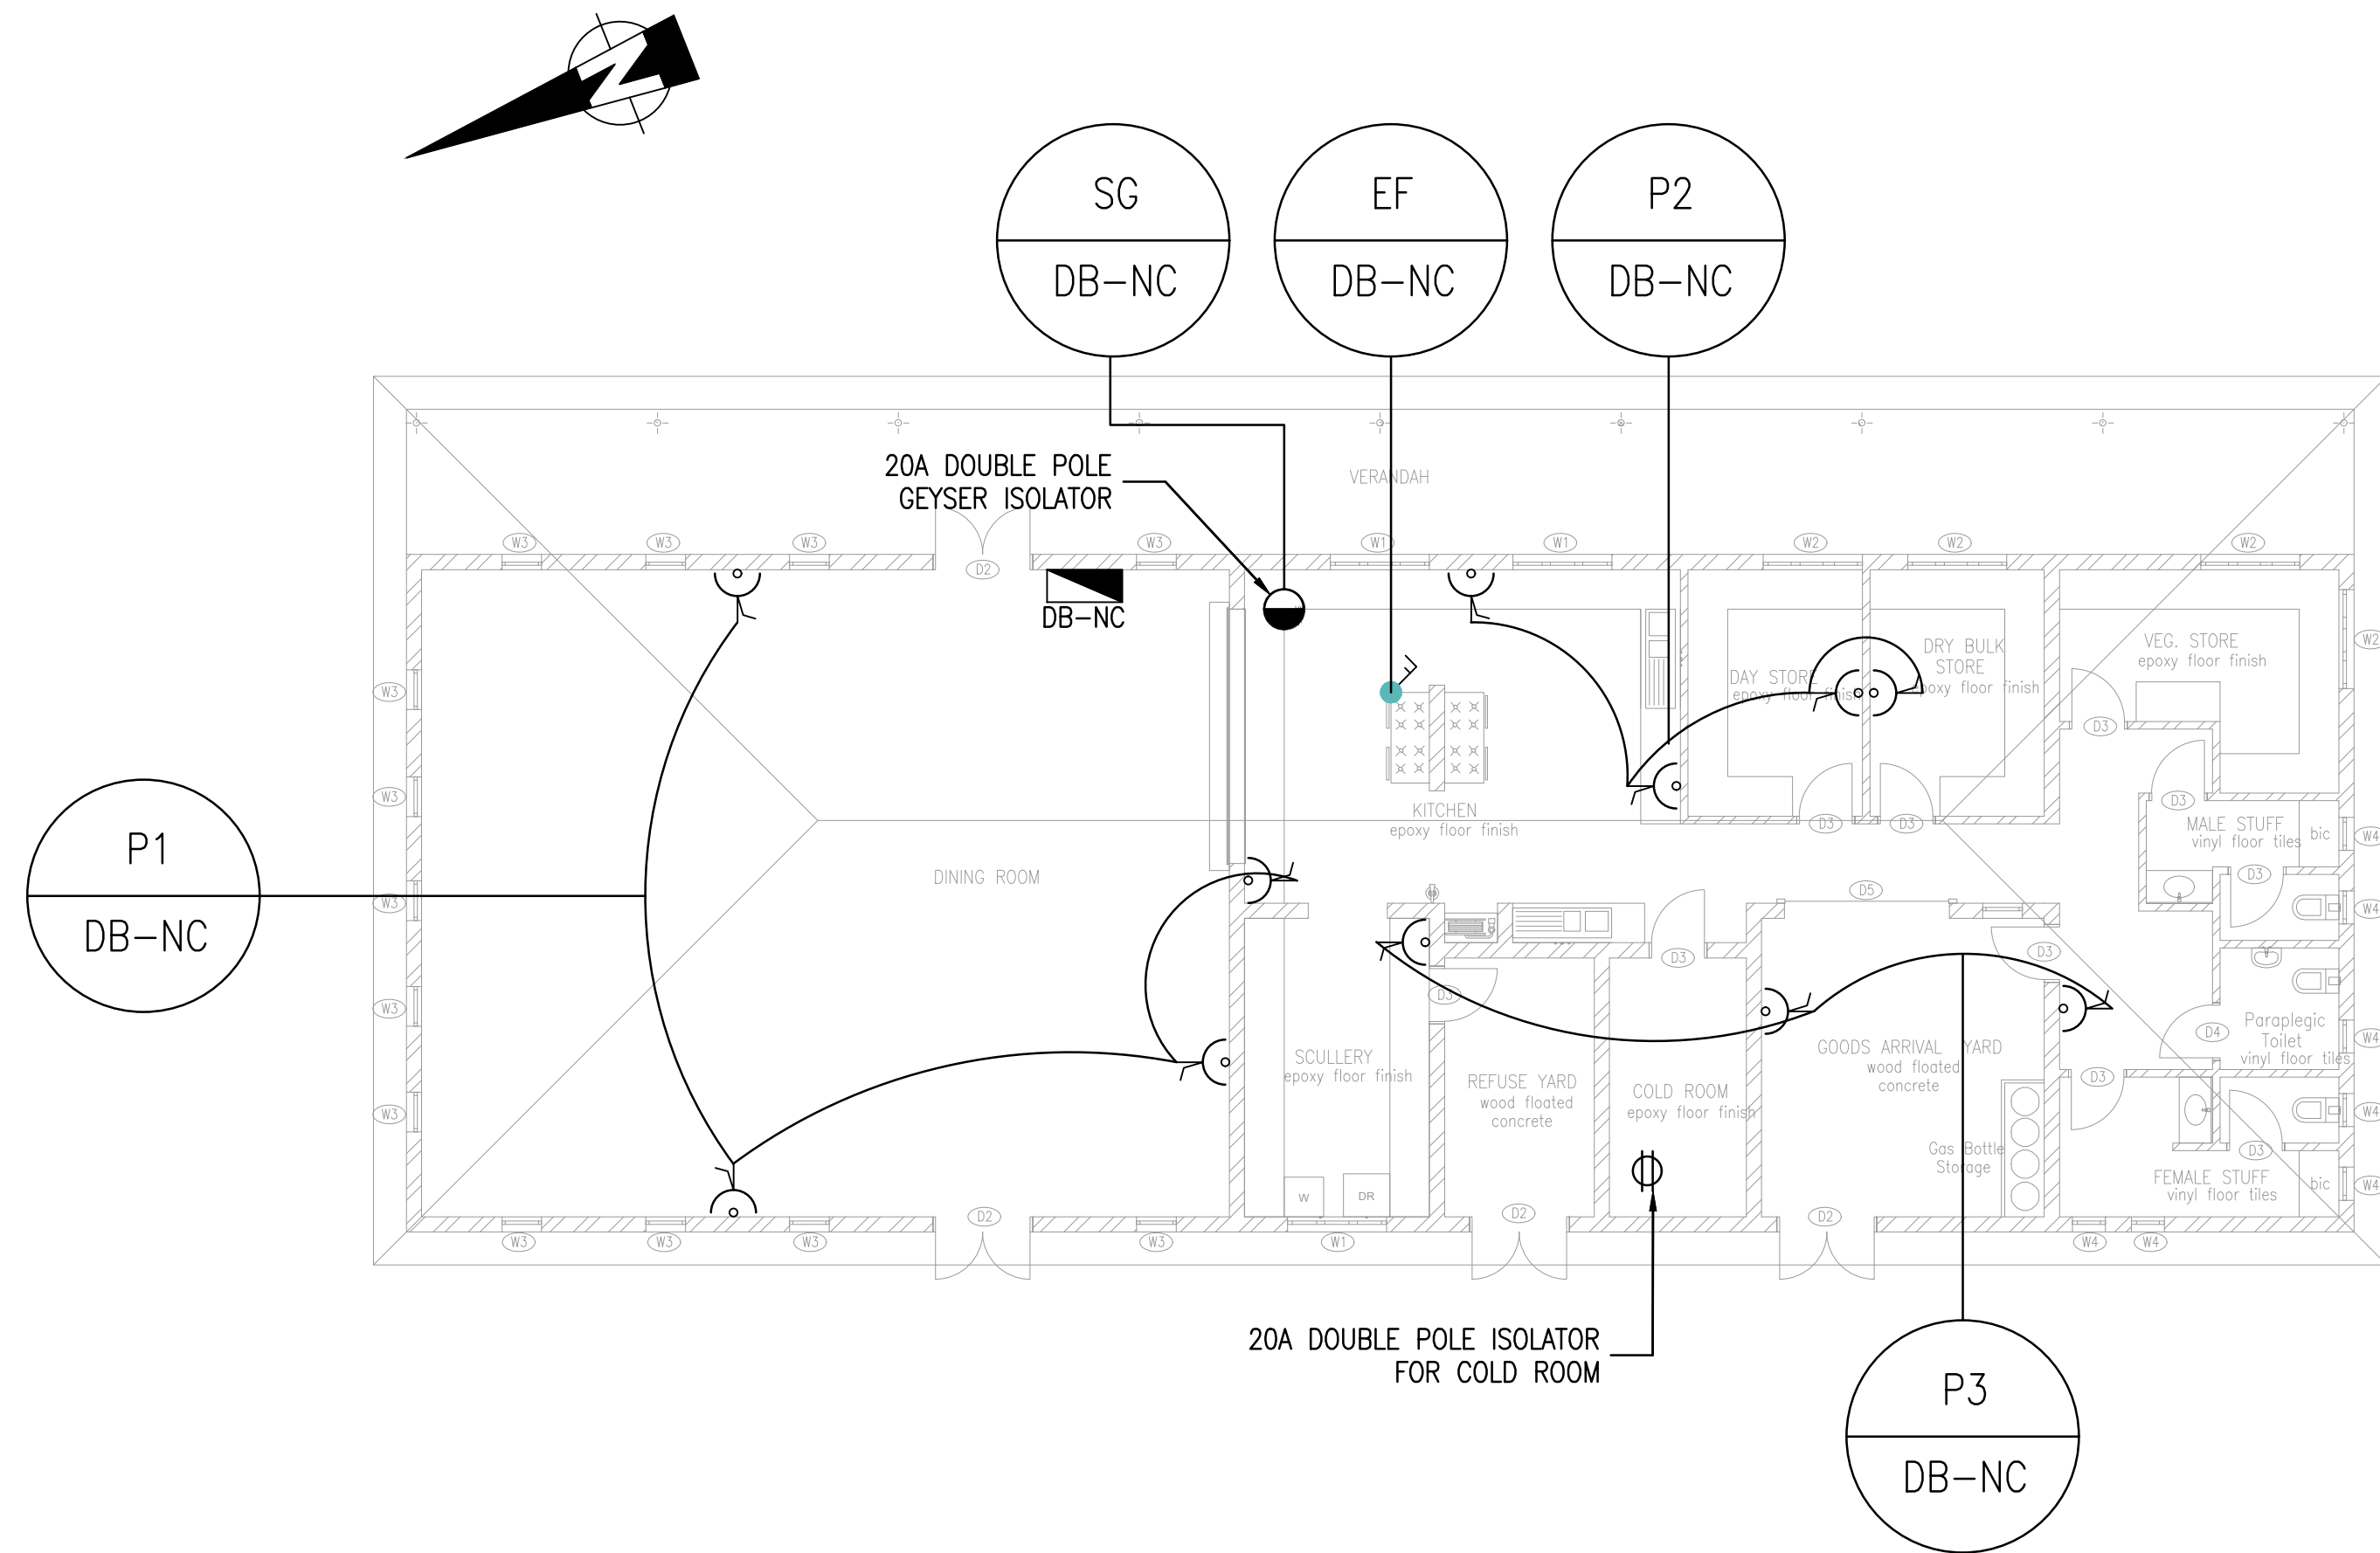 N
SG
DB-NC
EF
DB-NC
P2
DB-NC
20A DOUBLE POLE
GEYSER ISOLATOR
VERANDAH
W3
W3
W3
W3
W1
W1
W2
W2
W2
D2
DB-NC
DAY STORE
epoxy floor finish
DRY BULK
STORE
epoxy floor finish
VEG. STORE
epoxy floor finish
W2
W3
D3
KITCHEN
epoxy floor finish
D3
D3
D3
MALE STUFF
vinyl floor tiles
bic
W4
W3
P1
DB-NC
DINING ROOM
D5
D3
W4
W3
D3
D3
D3
W3
SCULLERY
epoxy floor finish
REFUSE YARD
wood floated
concrete
COLD ROOM
epoxy floor finish
GOODS ARRIVAL YARD
wood floated
concrete
D4
Paraplegic
Toilet
vinyl floor tiles
W4
D3
W4
W3
Gas Bottle
Storage
D3
FEMALE STUFF
vinyl floor tiles
bic
W4
W
DR
D2
D2
D2
W3
W3
W3
W3
W1
W4
W4
20A DOUBLE POLE ISOLATOR
FOR COLD ROOM
P3
DB-NC